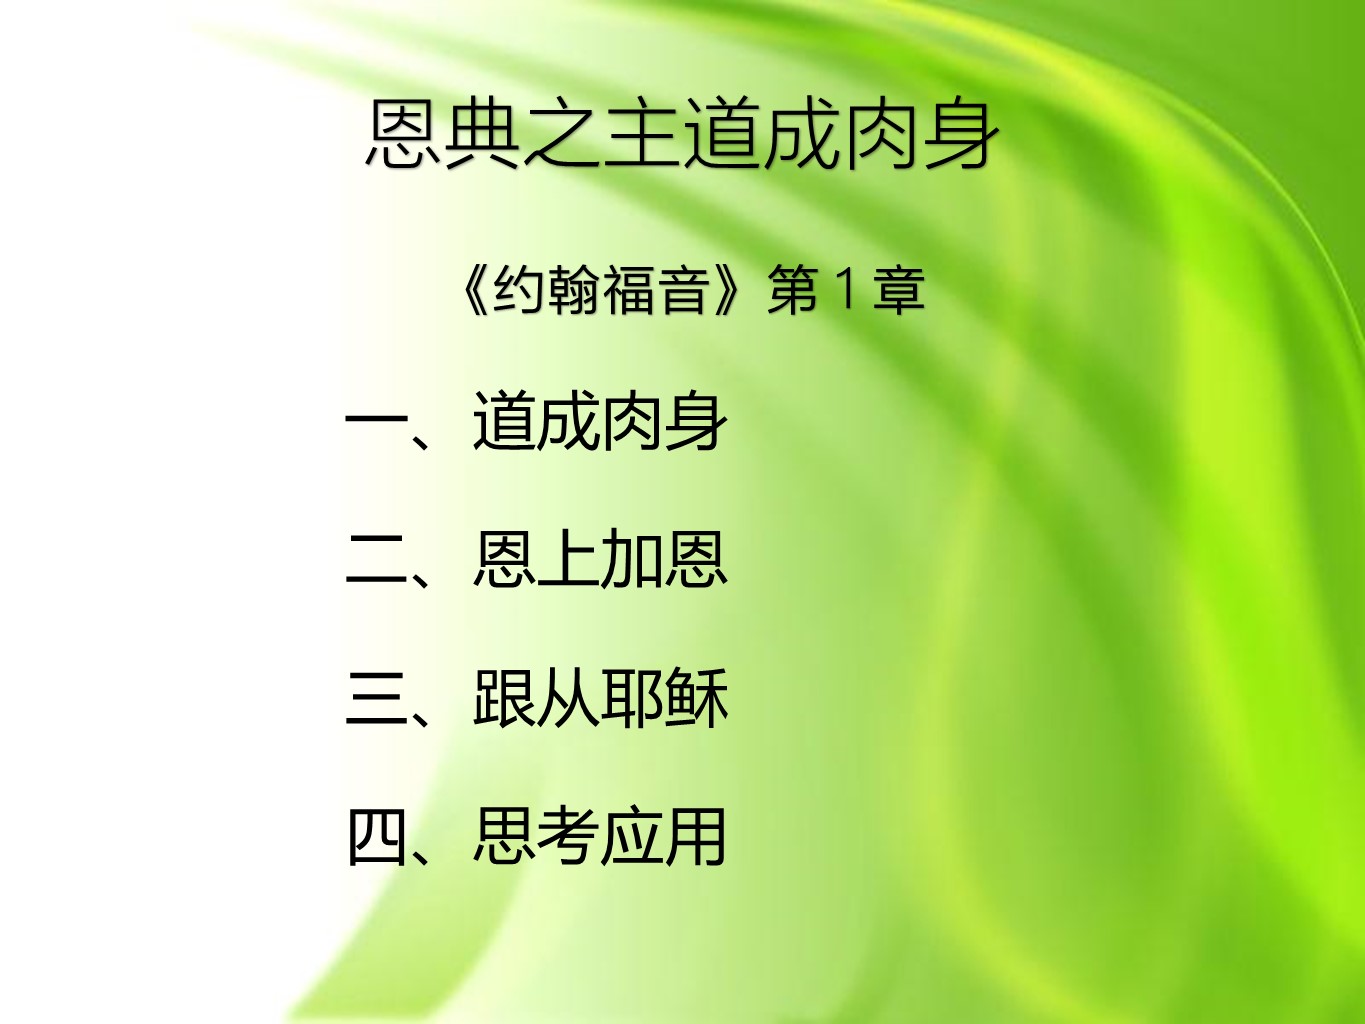 恩典之主道成肉身
《约翰福音》第1章
一、道成肉身
二、恩上加恩
三、跟从耶稣
四、思考应用